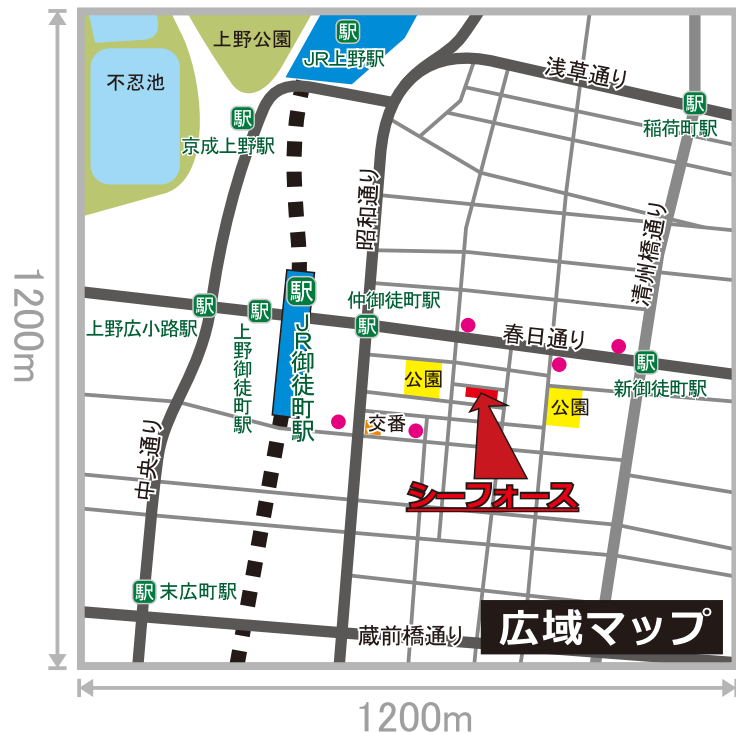 上野公園
駅
JR上野駅
不忍池
浅草通り
駅
稲荷町駅
駅
京成上野駅
昭和通り
清州橋通り
駅
駅
駅
仲御徒町駅
駅
上野広小路駅
上野御徒町駅
JR御徒町駅
春日通り
駅
新御徒町駅
公園
公園
交番
中央通り
シーフォース
駅
末広町駅
蔵前橋通り
広域マップ
1200m
1200m